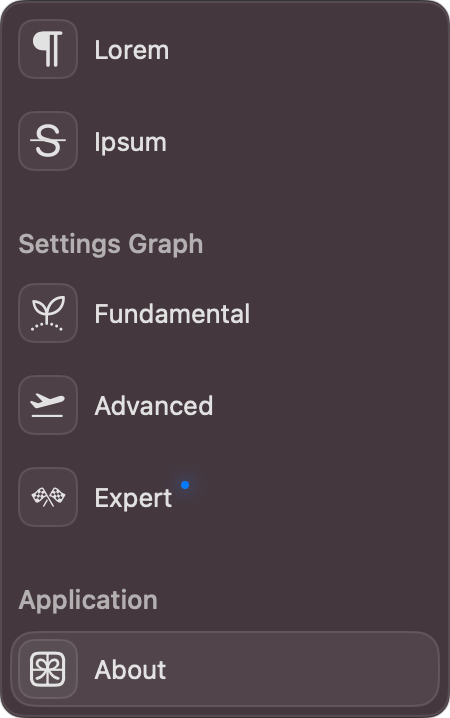 Lorem
Ipsum
Settings Graph
Fundamental
Advanced
Expert
Application
About